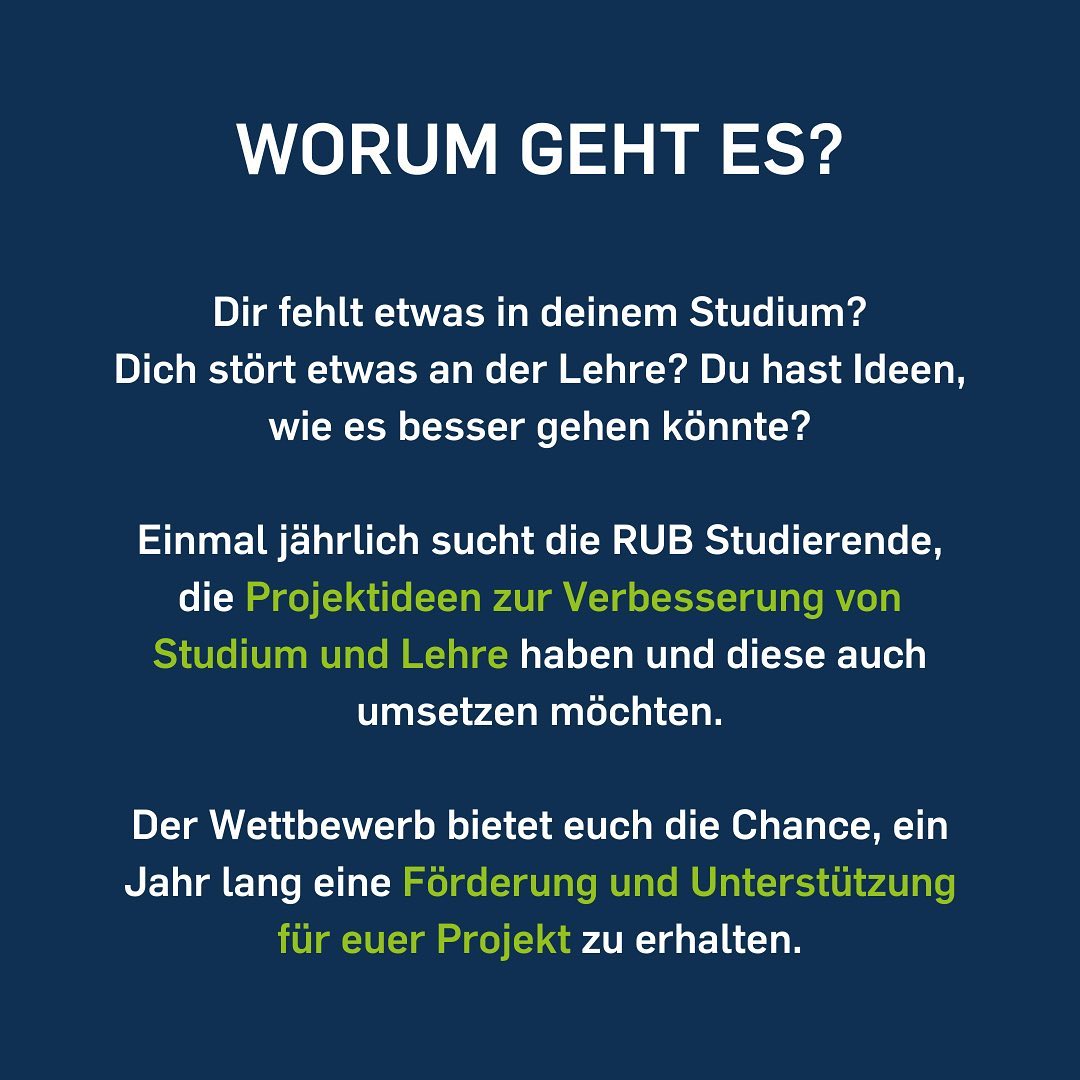 WORUM GEHT ES?
Dir fehlt etwas in deinem Studium?
Dich stört etwas an der Lehre? Du hast Ideen,
wie es besser gehen könnte?
Einmal jährlich sucht die RUB Studierende,
die Projektideen zur Verbesserung von
Studium und Lehre haben und diese auch
umsetzen möchten.
Der Wettbewerb bietet euch die Chance, ein
Jahr lang eine Förderung und Unterstützung
für euer Projekt zu erhalten.